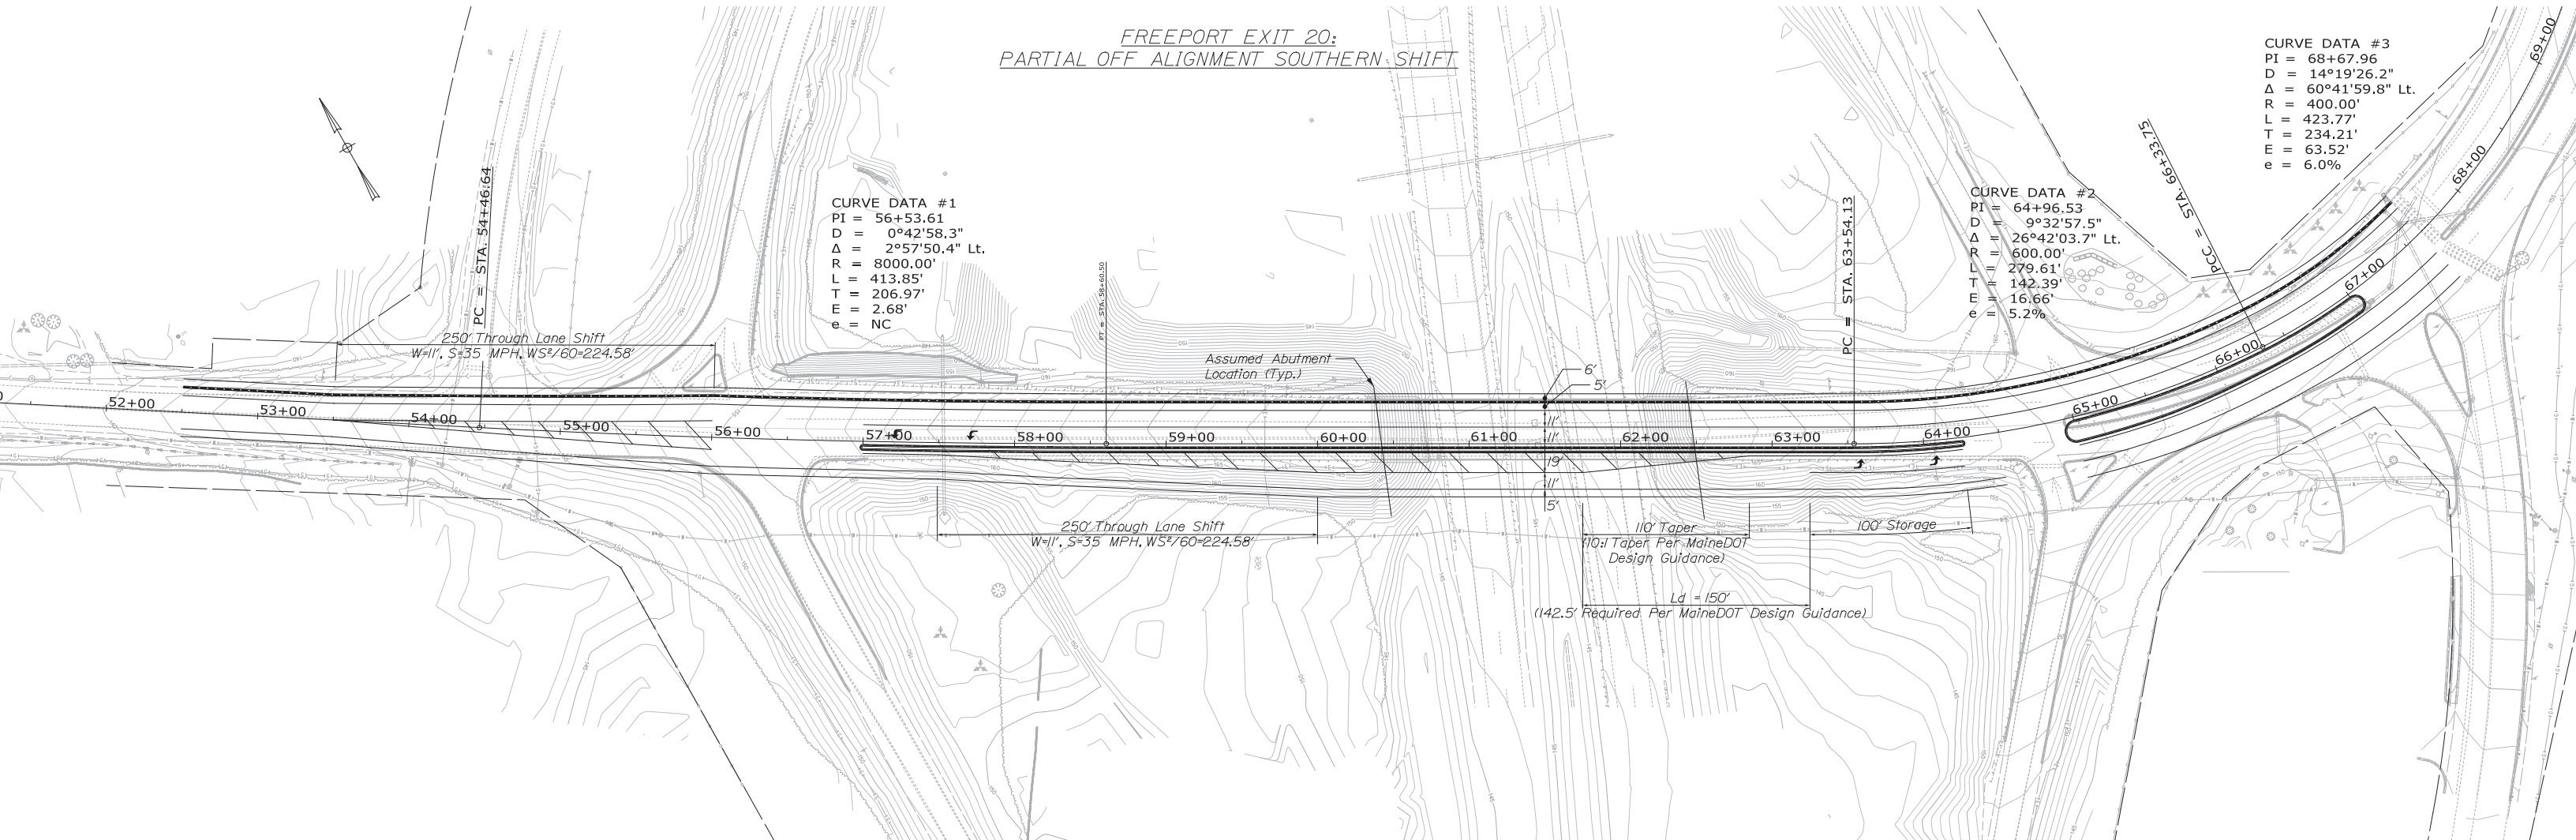 FREEPORT EXIT 20:
PARTIAL OFF ALIGNMENT SOUTHERN SHIFT
CURVE DATA #3
PI = 68+67.96
D = 14°19'26.2"
Δ = 60°41'59.8" Lt.
R = 400.00'
L = 423.77'
T = 234.21'
E = 63.52'
e = 6.0%
CURVE DATA #1
PI = 56+53.61
D = 0°42'58.3"
Δ = 2°57'50.4" Lt.
R = 8000.00'
L = 413.85'
T = 206.97'
E = 2.68'
e = NC
CURVE DATA #2
PI = 64+96.53
D = 9°32'57.5"
Δ = 26°42'03.7" Lt.
R = 600.00'
L = 279.61'
T = 142.39'
E = 16.66'
e = 5.2%
PC = STA. 54+46.64
PT = STA. 58+60.50
PC = STA. 63+54.13
PCC = STA. 66+33.75
250' Through Lane Shift
W=11', S=35 MPH, WS²/60=224.58'
Assumed Abutment
Location (Typ.)
6'
5'
11'
11'
19'
11'
5'
52+00
53+00
54+00
55+00
56+00
57+00
58+00
59+00
60+00
61+00
62+00
63+00
64+00
65+00
66+00
67+00
68+00
69+00
250' Through Lane Shift
W=11', S=35 MPH, WS²/60=224.58'
110' Taper
(10:1 Taper Per MaineDOT
Design Guidance)
100' Storage
Ld = 150'
(142.5' Required Per MaineDOT Design Guidance)